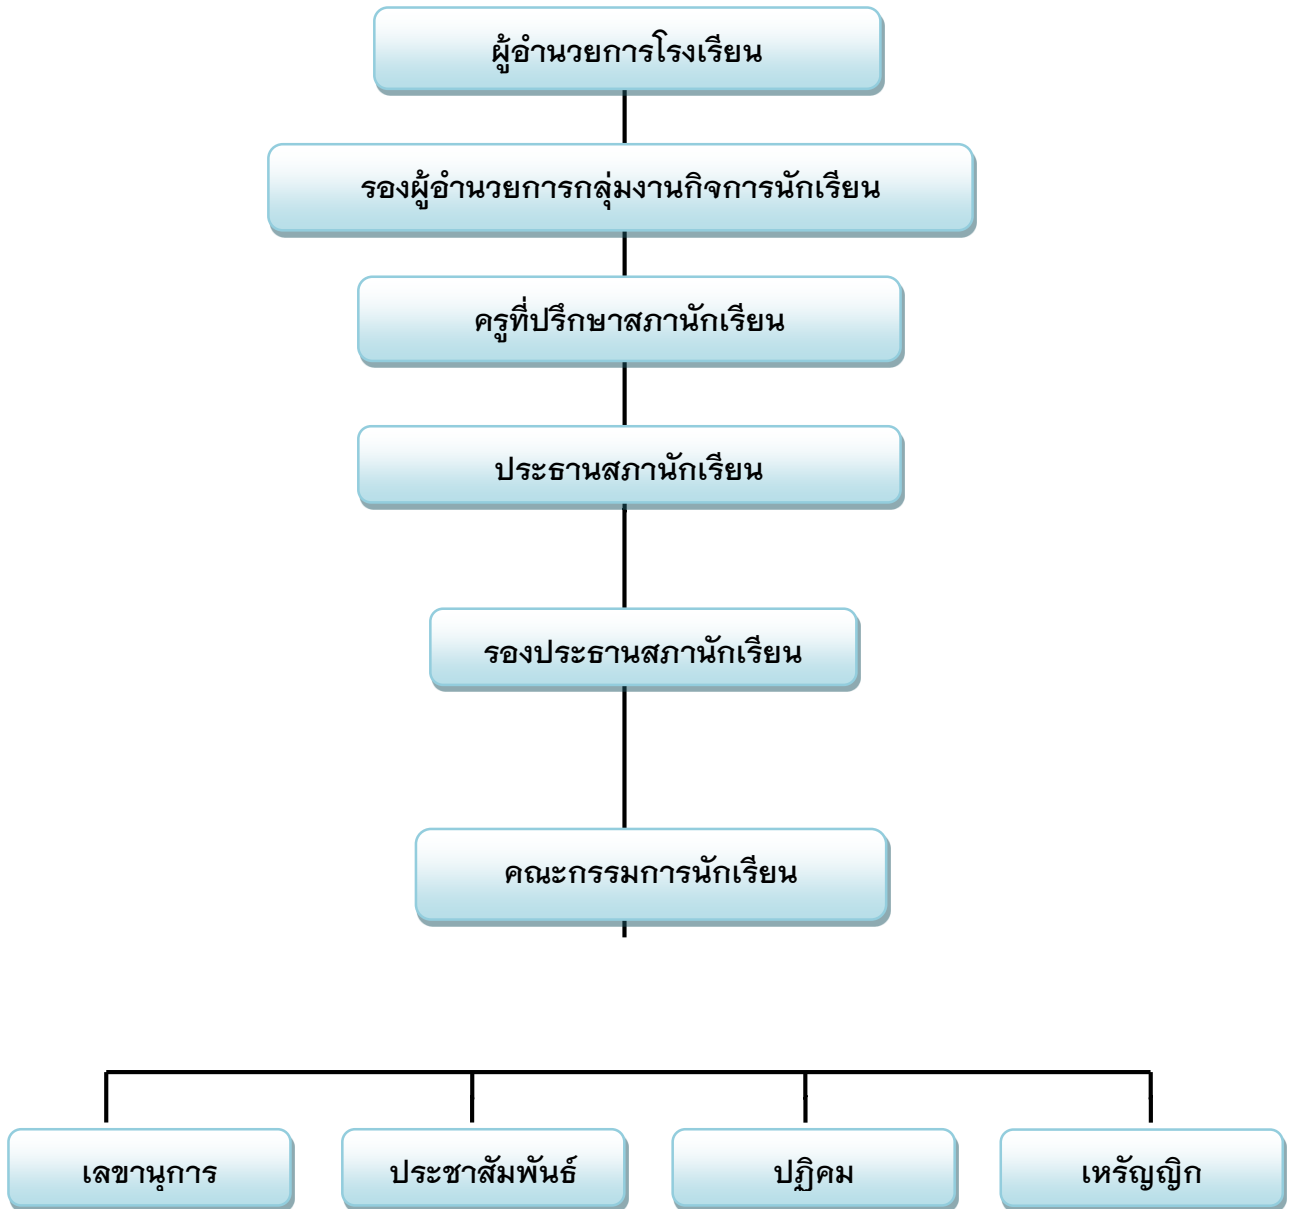 ผู้อำนวยการโรงเรียน
รองผู้อำนวยการกลุ่มงานกิจการนักเรียน
ครูที่ปรึกษาสภานักเรียน
ประธานสภานักเรียน
รองประธานสภานักเรียน
คณะกรรมการนักเรียน
เลขานุการ
ประชาสัมพันธ์
ปฏิคม
เหรัญญิก